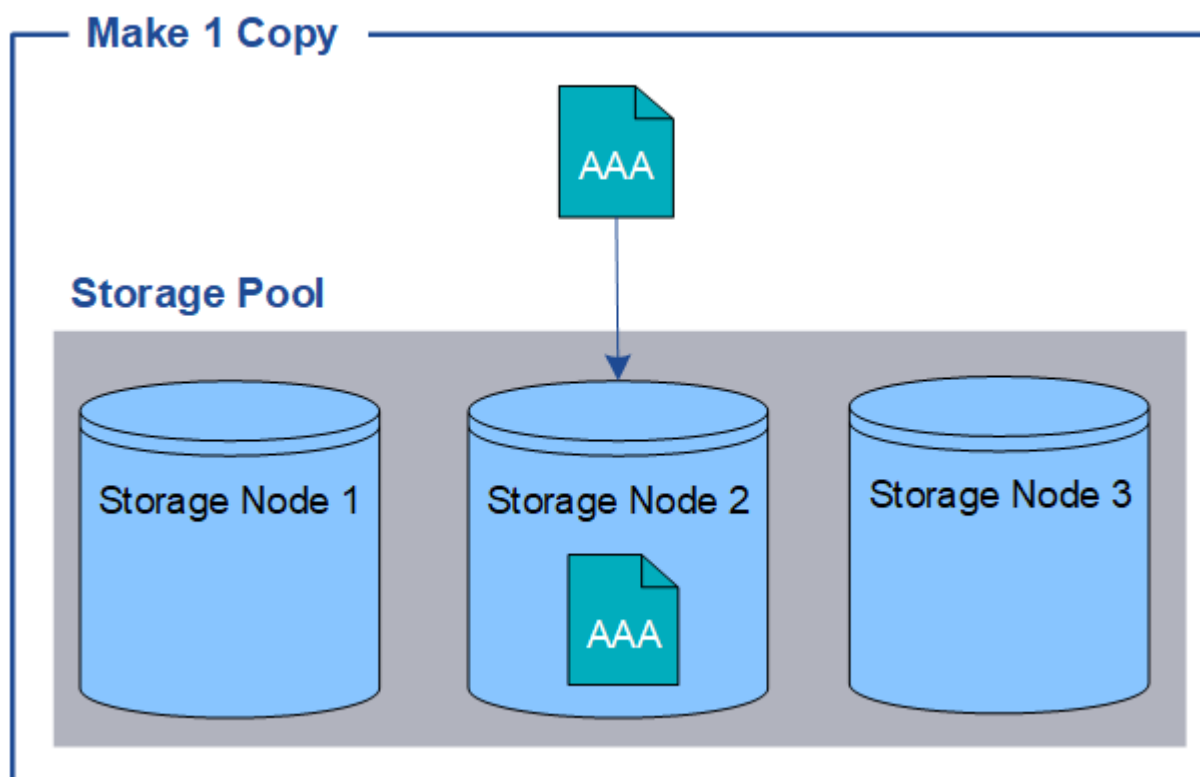 Make 1 Copy
AAA
Storage Pool
Storage Node 1
Storage Node 2
Storage Node 3
AAA